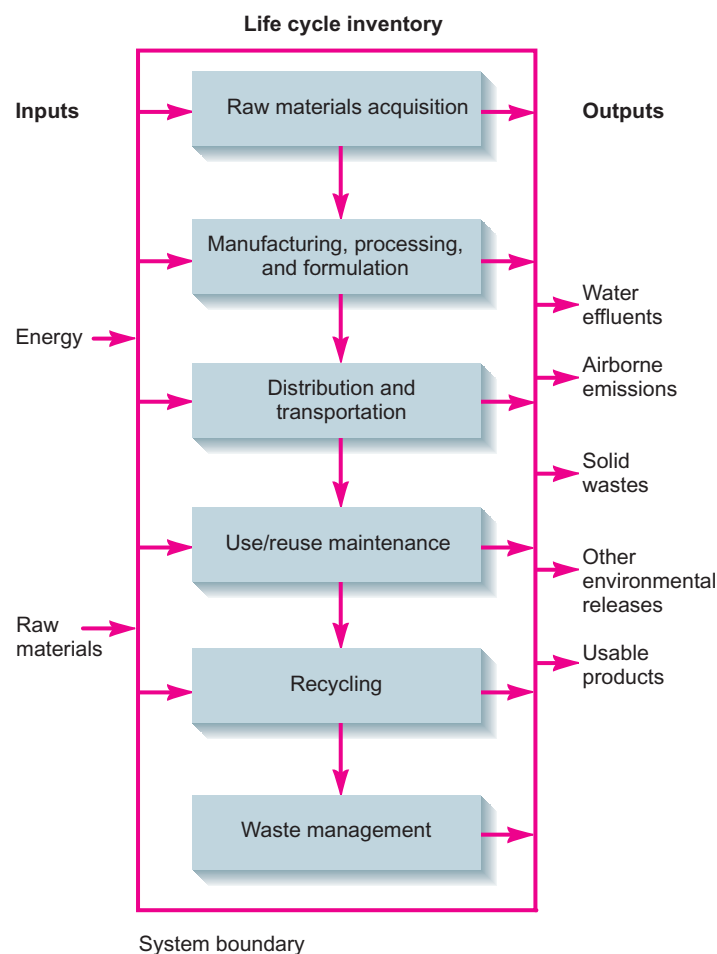 Life cycle inventory
Inputs
Outputs
Raw materials acquisition
Manufacturing, processing,
and formulation
Water
effluents
Energy
Airborne
emissions
Distribution and
transportation
Solid
wastes
Use/reuse maintenance
Other
environmental
releases
Raw
materials
Usable
products
Recycling
Waste management
System boundary